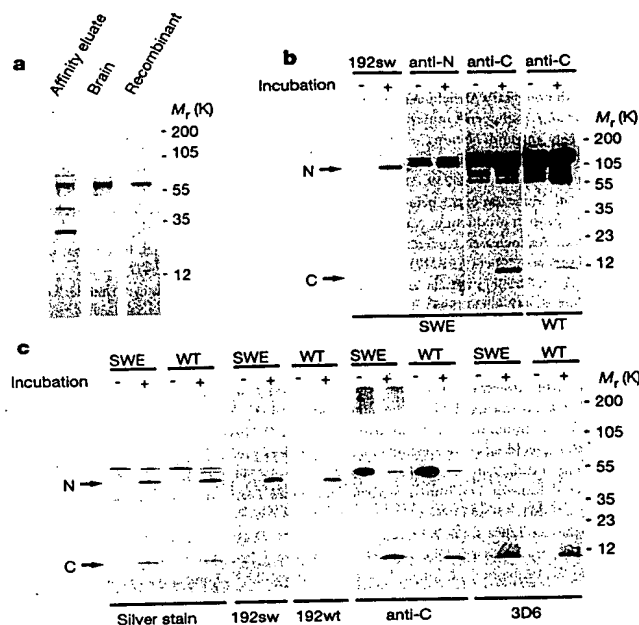 a
Affinity eluate
Brain
Recombinant
Mr (K)
- 200
- 105
- 55
- 35
- 12
b
192sw anti-N anti-C anti-C
Incubation - + - + - + - +
Mr (K)
- 200
- 105
- 55
- 35
- 23
- 12
N
C
SWE WT
c
SWE WT SWE WT SWE WT SWE WT
Incubation - + - + - + - + - + - + - + - +
Mr (K)
- 200
- 105
- 55
- 35
- 23
- 12
N
C
Silver stain 192sw 192wt anti-C 3D6